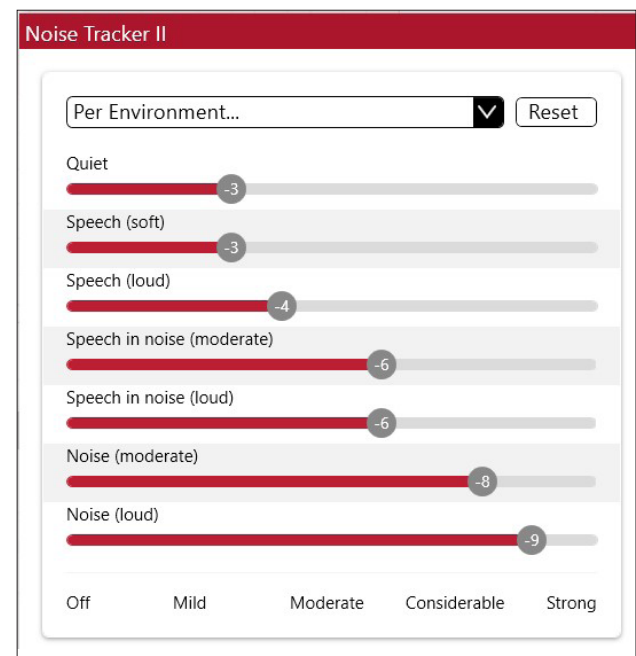 Noise Tracker II
Per Environment... Reset
Quiet
-3
Speech (soft)
-3
Speech (loud)
-4
Speech in noise (moderate)
-6
Speech in noise (loud)
-6
Noise (moderate)
-8
Noise (loud)
-9
Off Mild Moderate Considerable Strong